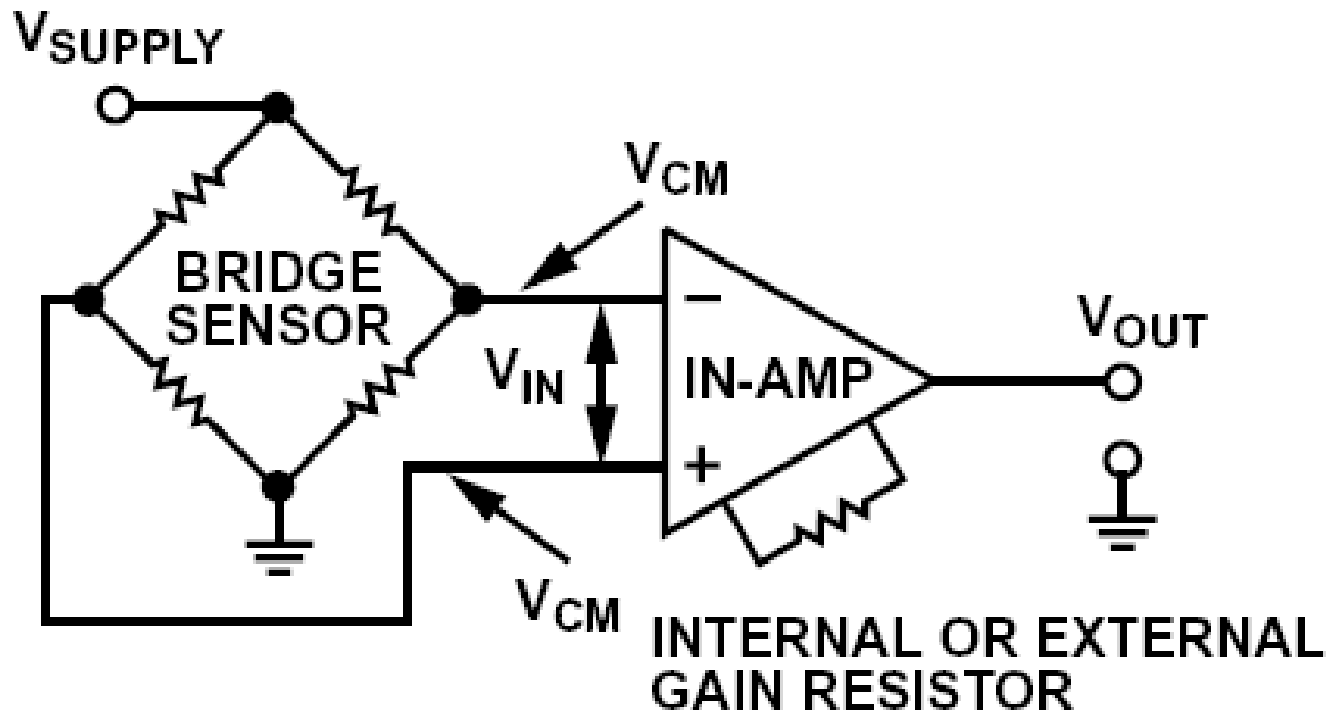 VSUPPLY
VCM
BRIDGE
SENSOR
−
VIN
IN-AMP
VOUT
+
VCM
INTERNAL OR EXTERNAL
GAIN RESISTOR